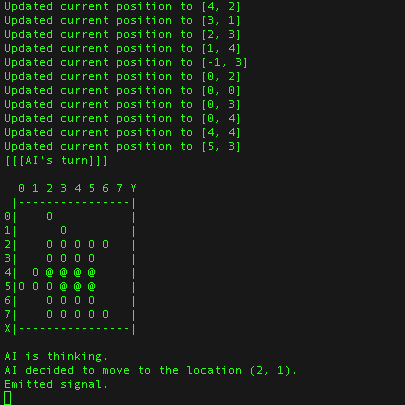 Updated current position to [4, 2]
Updated current position to [3, 1]
Updated current position to [2, 3]
Updated current position to [1, 4]
Updated current position to [-1, 3]
Updated current position to [0, 2]
Updated current position to [0, 0]
Updated current position to [0, 3]
Updated current position to [0, 4]
Updated current position to [4, 4]
Updated current position to [5, 3]
[[[AI's turn]]]
  0 1 2 3 4 5 6 7 Y
 |----------------|
0|    O           |
1|      O         |
2|    O O O O O   |
3|    O O O O     |
4|  O @ @ @ @     |
5|O O O @ @ @     |
6|    O O O O     |
7|    O O O O O   |
X|----------------|
AI is thinking.
AI decided to move to the location (2, 1).
Emitted signal.